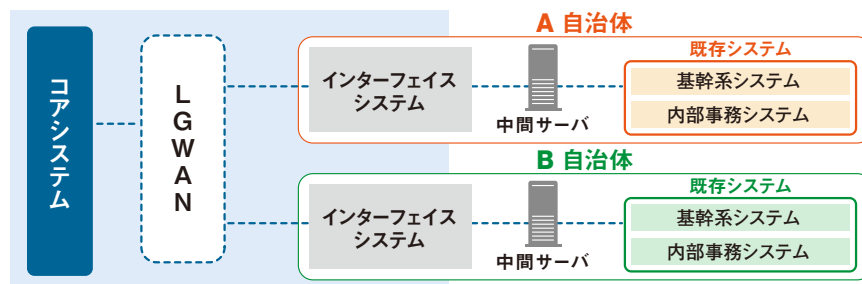 コアシステム
LGWAN
A 自治体
インターフェイス
システム
中間サーバ
既存システム
基幹系システム
内部事務システム
B 自治体
インターフェイス
システム
中間サーバ
既存システム
基幹系システム
内部事務システム